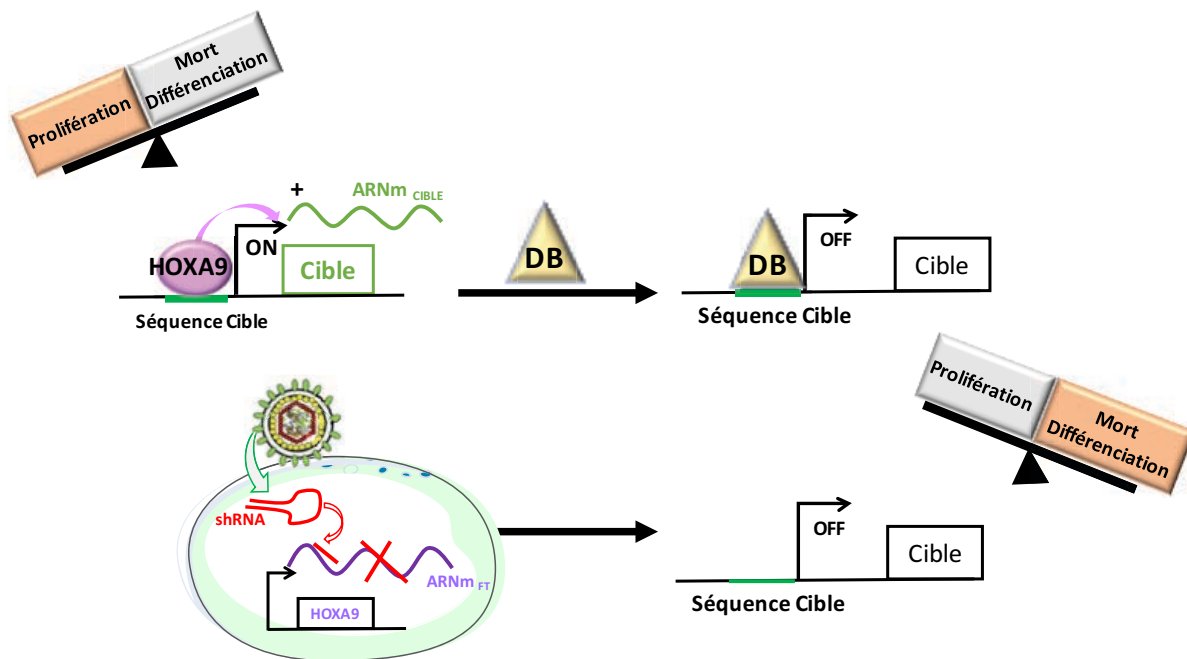 Mort
Différenciation
Prolifération
+
ARNm CIBLE
HOXA9
ON
Cible
Séquence Cible
DB
DB
OFF
Cible
Séquence Cible
Prolifération
Mort
Différenciation
shRNA
ARNm FT
HOXA9
OFF
Cible
Séquence Cible